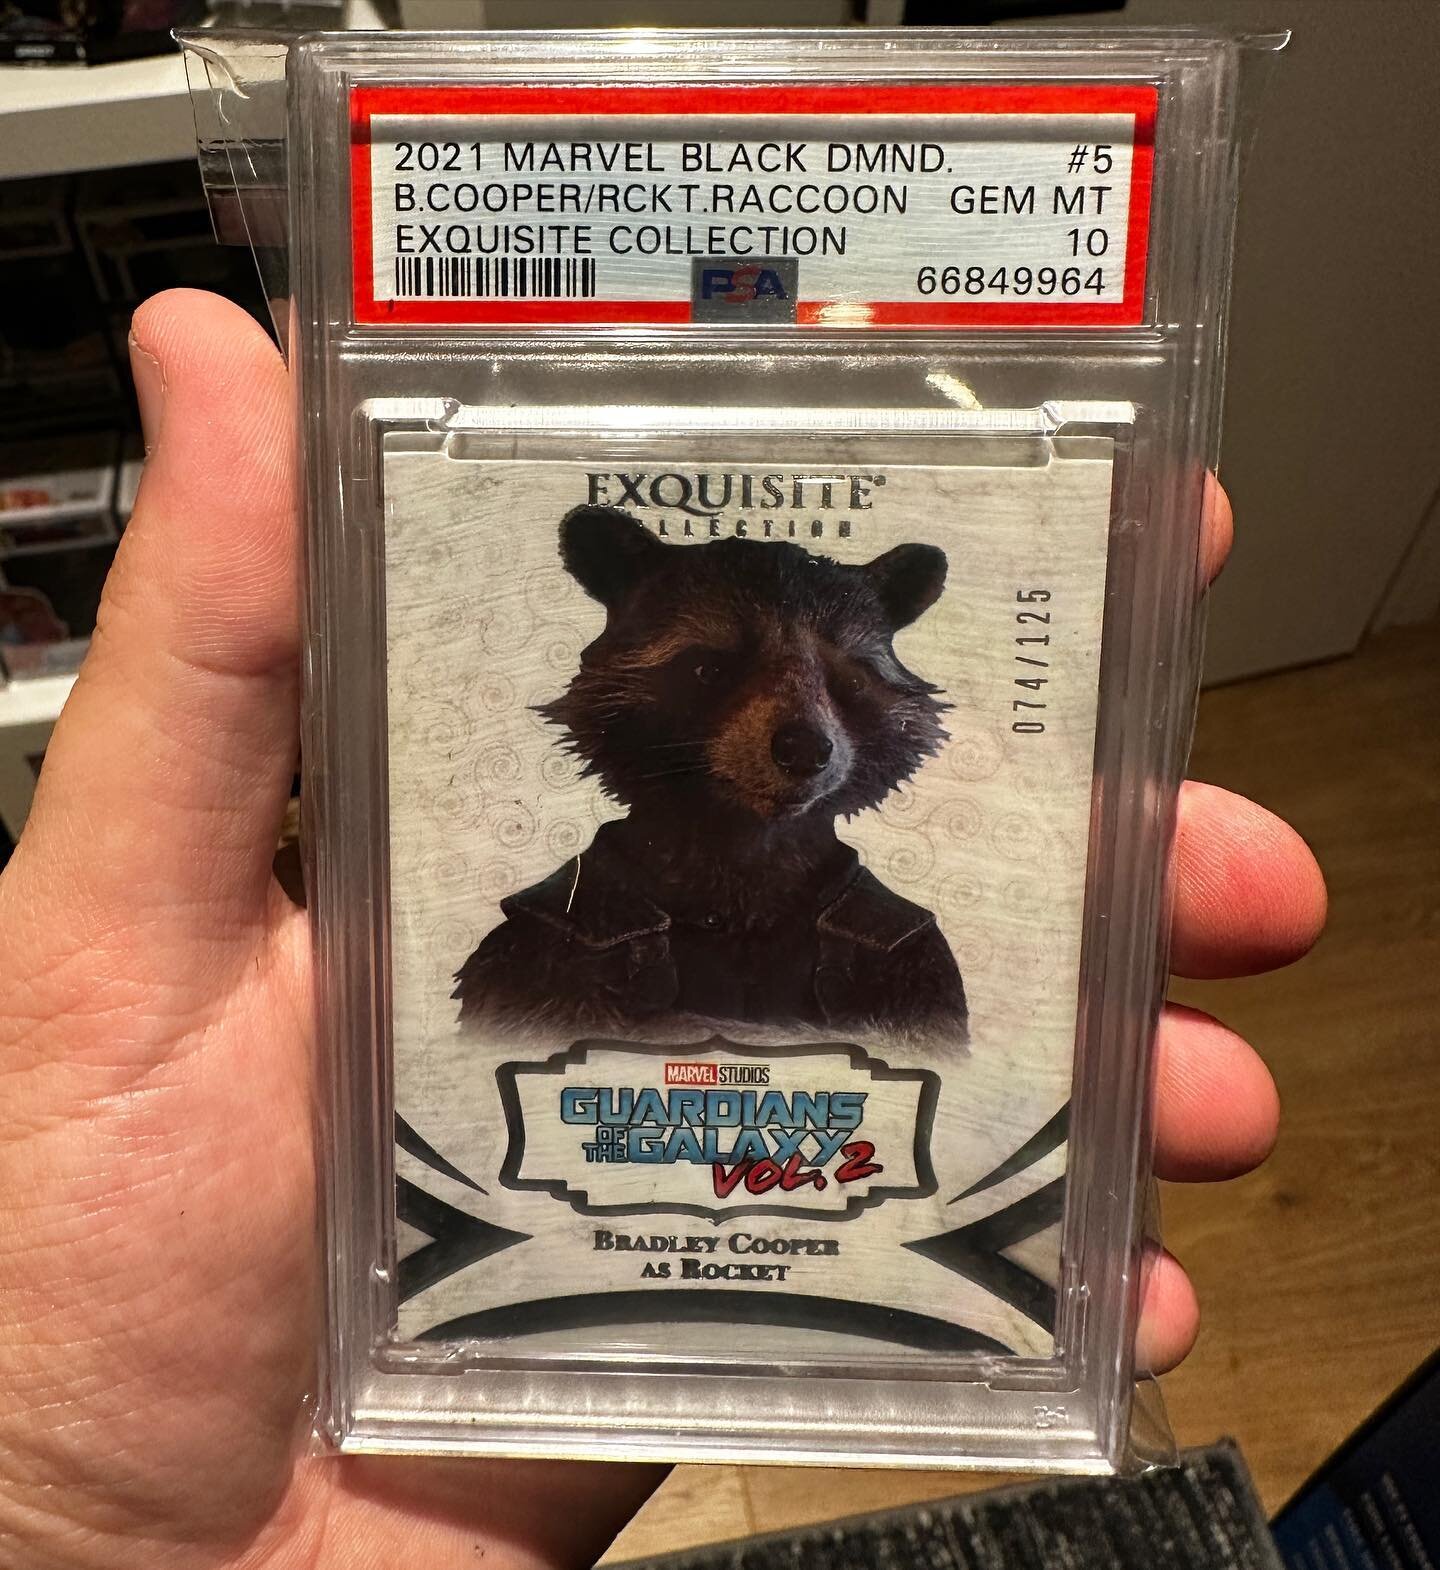 2021 MARVEL BLACK DMND. #5
B.COOPER/RCKT.RACCOON GEM MT
EXQUISITE COLLECTION 10
PSA 66849964
EXQUISITE®
LLECTION
074/125
MARVEL STUDIOS
GUARDIANS
OF THE GALAXY
VOL. 2
BRADLEY COOPER
AS ROCKET